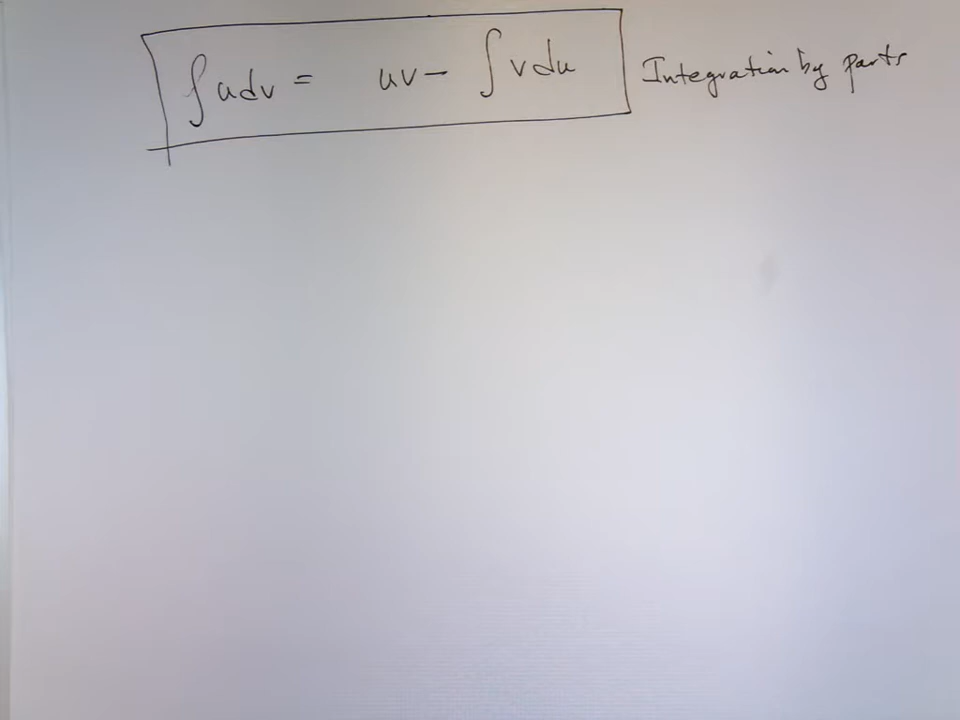 ∫udv = uv - ∫vdu Integration by parts